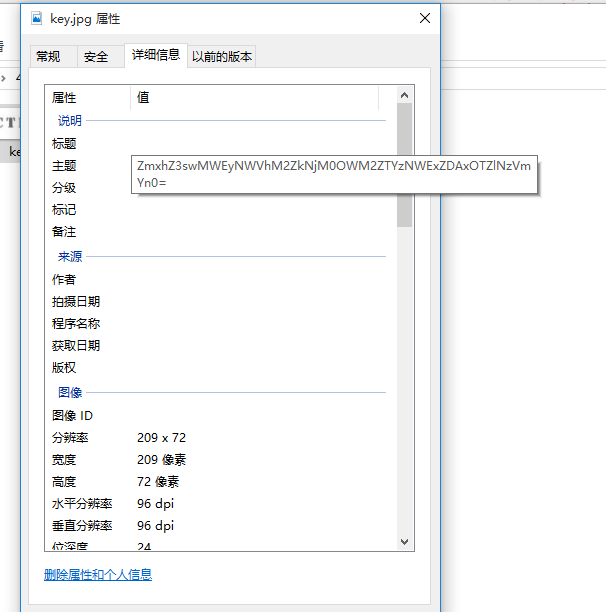 key.jpg 属性
常规
安全
详细信息
以前的版本
属性
值
说明
标题
主题
ZmxhZ3swMWEyNWVhM2ZkNjM0OWM2ZTYzNWExZDAxOTZlNzVm
Yn0=
分级
标记
备注
来源
作者
拍摄日期
程序名称
获取日期
版权
图像
图像 ID
分辨率
209 x 72
宽度
209 像素
高度
72 像素
水平分辨率
96 dpi
垂直分辨率
96 dpi
位深度
24
删除属性和个人信息